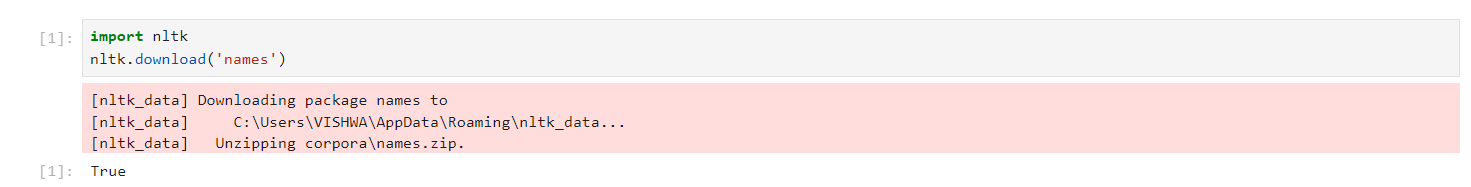 [1]: import nltk
nltk.download('names')
[nltk_data] Downloading package names to
[nltk_data]     C:\Users\VISHWA\AppData\Roaming\nltk_data...
[nltk_data]   Unzipping corpora\names.zip.
[1]: True